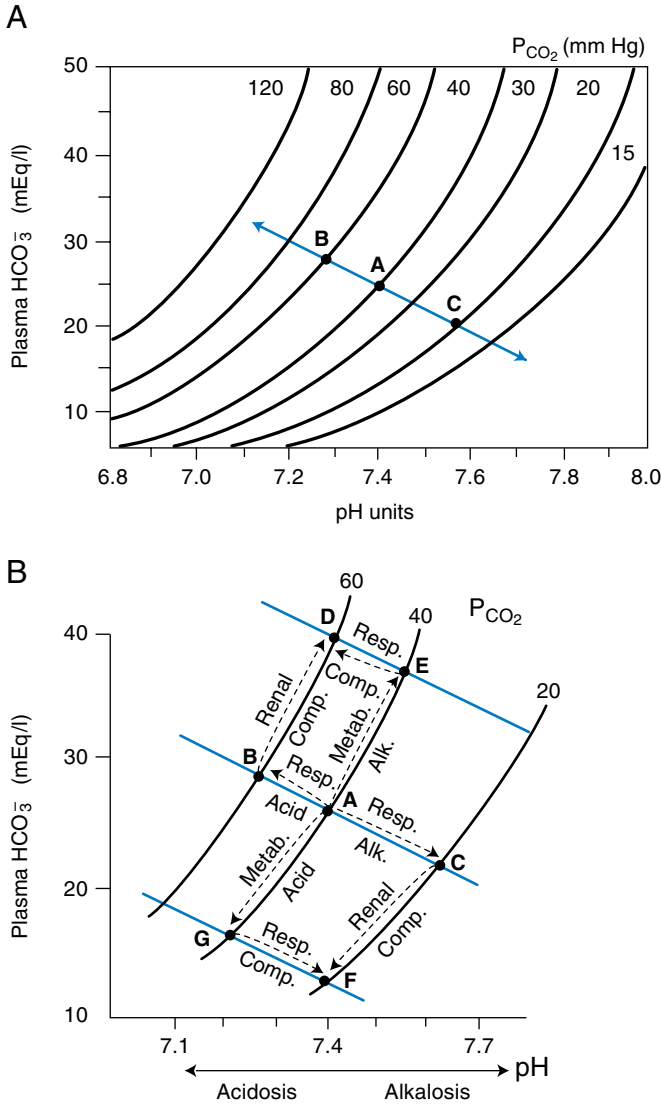 A
P CO₂ (mm Hg)
50
40
30
20
10
Plasma HCO₃⁻ (mEq/l)
120
80
60
40
30
20
15
B
A
C
6.8
7.0
7.2
7.4
7.6
7.8
8.0
pH units
B
P CO₂
60
40
20
40
30
20
10
Plasma HCO₃⁻ (mEq/l)
D
Resp.
Comp.
E
Renal
Comp.
Metab.
Alk.
B
Resp.
Acid
A
Resp.
Alk.
C
Metab.
Acid
Renal
Comp.
G
Resp.
Comp.
F
7.1
7.4
7.7
pH
Acidosis
Alkalosis